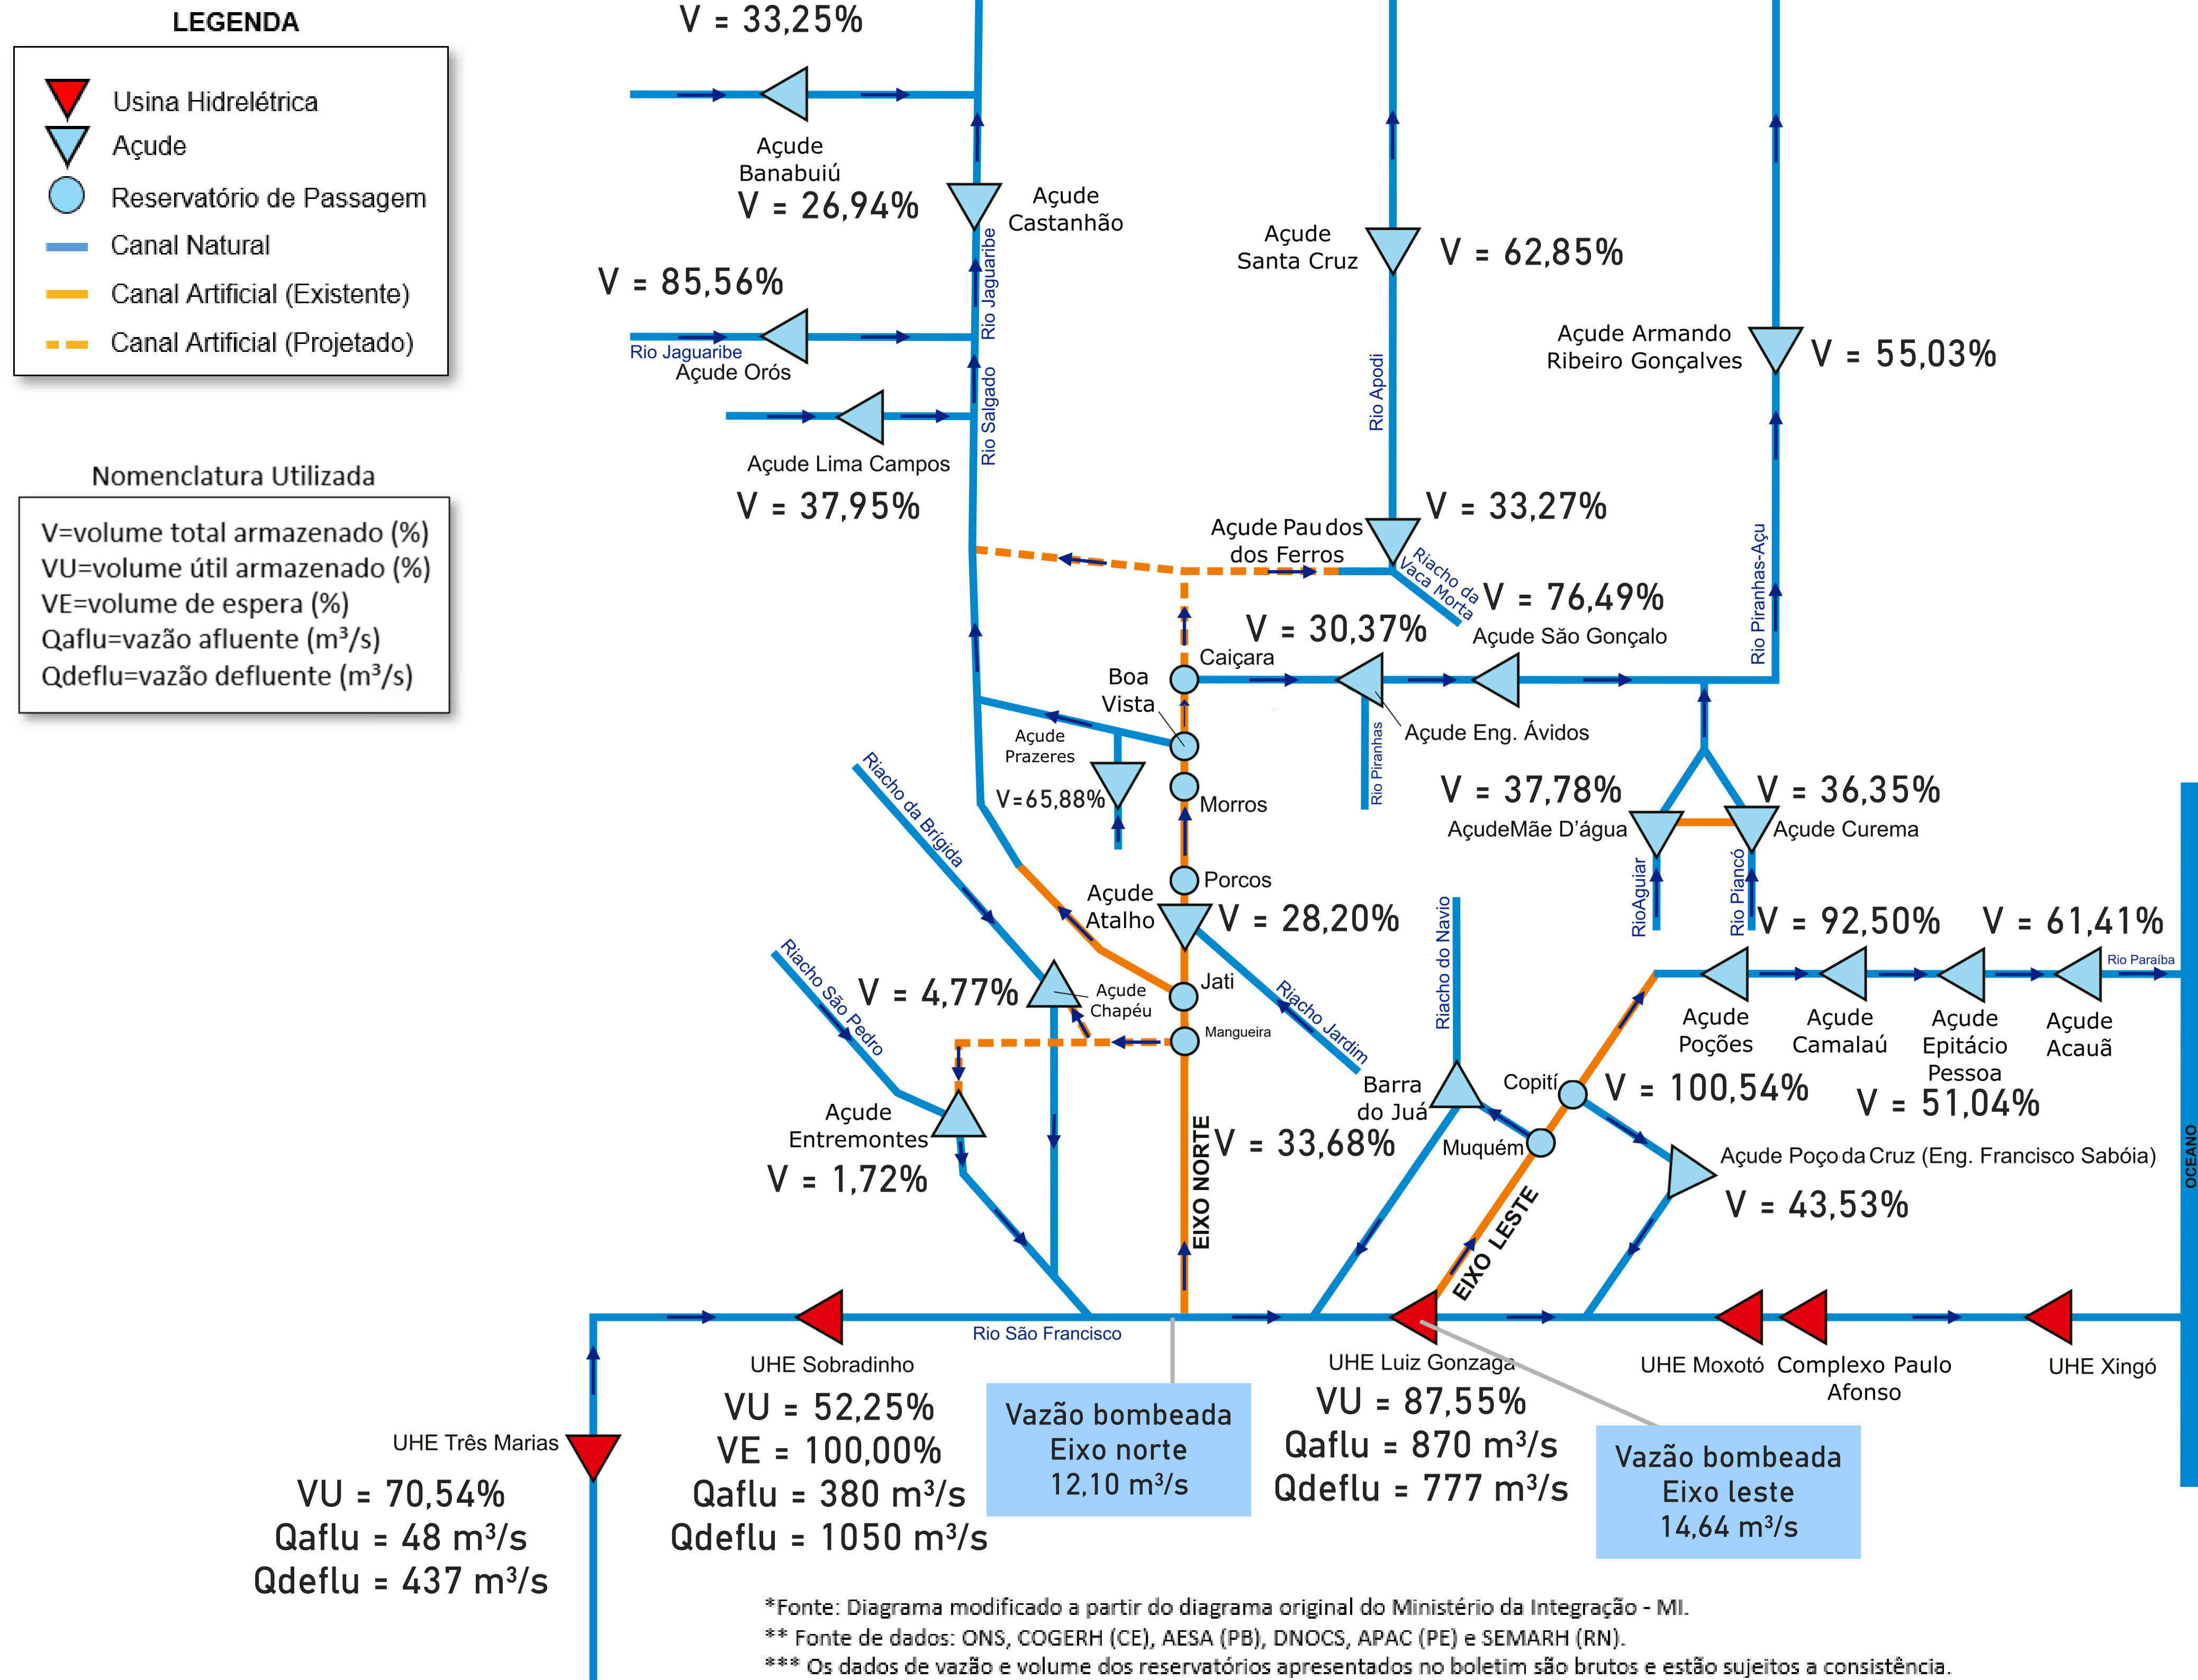 LEGENDA
Usina Hidrelétrica
Açude
Reservatório de Passagem
Canal Natural
Canal Artificial (Existente)
Canal Artificial (Projetado)
Nomenclatura Utilizada
V=volume total armazenado (%)
VU=volume útil armazenado (%)
VE=volume de espera (%)
Qaflu=vazão afluente (m³/s)
Qdeflu=vazão defluente (m³/s)
V = 33,25%
Açude
Banabuiú
V = 26,94%
Açude
Castanhão
Rio Jaguaribe
V = 85,56%
Rio Jaguaribe
Açude Orós
Rio Salgado
Açude Lima Campos
V = 37,95%
Açude
Santa Cruz
V = 62,85%
Rio Apodi
Açude Armando
Ribeiro Gonçalves
V = 55,03%
Rio Piranhas-Açu
Açude Pau dos
dos Ferros
V = 33,27%
Riacho da
Vaca Morta
V = 76,49%
Açude São Gonçalo
V = 30,37%
Caiçara
Boa
Vista
Açude Eng. Ávidos
Rio Piranhas
Açude
Prazeres
V=65,88%
Morros
Porcos
Açude
Atalho
V = 28,20%
Riacho Jardim
Jati
Mangueira
Riacho da Brígida
Riacho São Pedro
V = 4,77%
Açude
Chapéu
Açude
Entremontes
V = 1,72%
V = 37,78%
AçudeMãe D'água
V = 36,35%
Açude Curema
RioAguiar
Rio Piancó
V = 92,50%
V = 61,41%
Rio Paraíba
Açude
Poções
Açude
Camalaú
Açude
Epitácio
Pessoa
Açude
Acauã
V = 100,54%
V = 51,04%
Riacho do Navio
Barra
do Juá
V = 33,68%
Copití
Muquém
Açude Poço da Cruz (Eng. Francisco Sabóia)
V = 43,53%
EIXO NORTE
EIXO LESTE
OCEANO
Rio São Francisco
UHE Sobradinho
VU = 52,25%
VE = 100,00%
Qaflu = 380 m³/s
Qdeflu = 1050 m³/s
UHE Três Marias
VU = 70,54%
Qaflu = 48 m³/s
Qdeflu = 437 m³/s
Vazão bombeada
Eixo norte
12,10 m³/s
UHE Luiz Gonzaga
VU = 87,55%
Qaflu = 870 m³/s
Qdeflu = 777 m³/s
Vazão bombeada
Eixo leste
14,64 m³/s
UHE Moxotó
Complexo Paulo
Afonso
UHE Xingó
*Fonte: Diagrama modificado a partir do diagrama original do Ministério da Integração - MI.
** Fonte de dados: ONS, COGERH (CE), AESA (PB), DNOCS, APAC (PE) e SEMARH (RN).
*** Os dados de vazão e volume dos reservatórios apresentados no boletim são brutos e estão sujeitos a consistência.